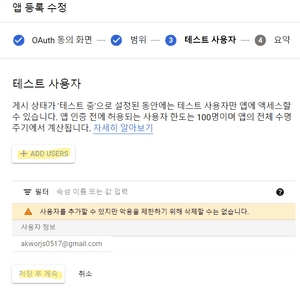 앱 등록 수정
OAuth 동의 화면 — 범위 — 3 테스트 사용자 — 4 요약
테스트 사용자
게시 상태가 '테스트 중'으로 설정된 동안에는 테스트 사용자만 앱에 액세스할
수 있습니다. 앱 인증 전에 허용되는 사용자 한도는 100명이며 앱의 전체 수명
주기에서 계산됩니다. 자세히 알아보기
+ ADD USERS
필터 속성 이름 또는 값 입력
사용자를 추가할 수 있지만 악용을 제한하기 위해 삭제할 수는 없습니다.
사용자 정보
akworjs0517@gmail.com
저장 후 계속 취소